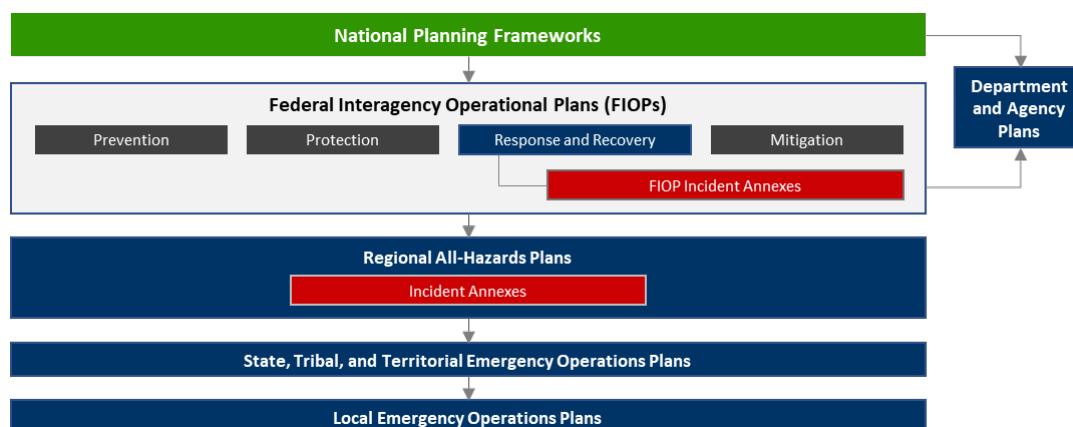 National Planning Frameworks
Federal Interagency Operational Plans (FIOPs)
Prevention
Protection
Response and Recovery
Mitigation
FIOP Incident Annexes
Department
and Agency
Plans
Regional All-Hazards Plans
Incident Annexes
State, Tribal, and Territorial Emergency Operations Plans
Local Emergency Operations Plans